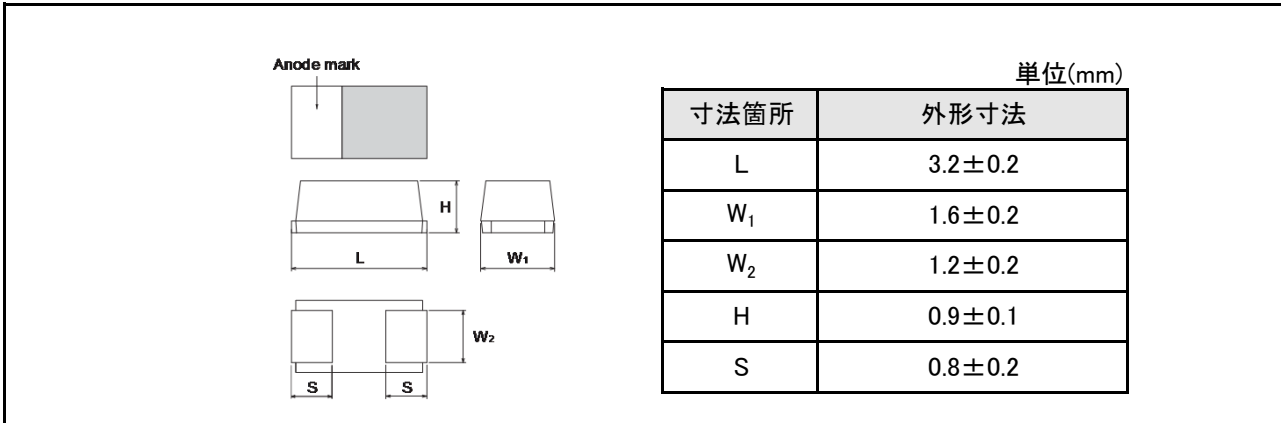 Anode mark
H
L
W₁
W₂
S
S
単位(mm)
寸法箇所 外形寸法
L 3.2±0.2
W₁ 1.6±0.2
W₂ 1.2±0.2
H 0.9±0.1
S 0.8±0.2